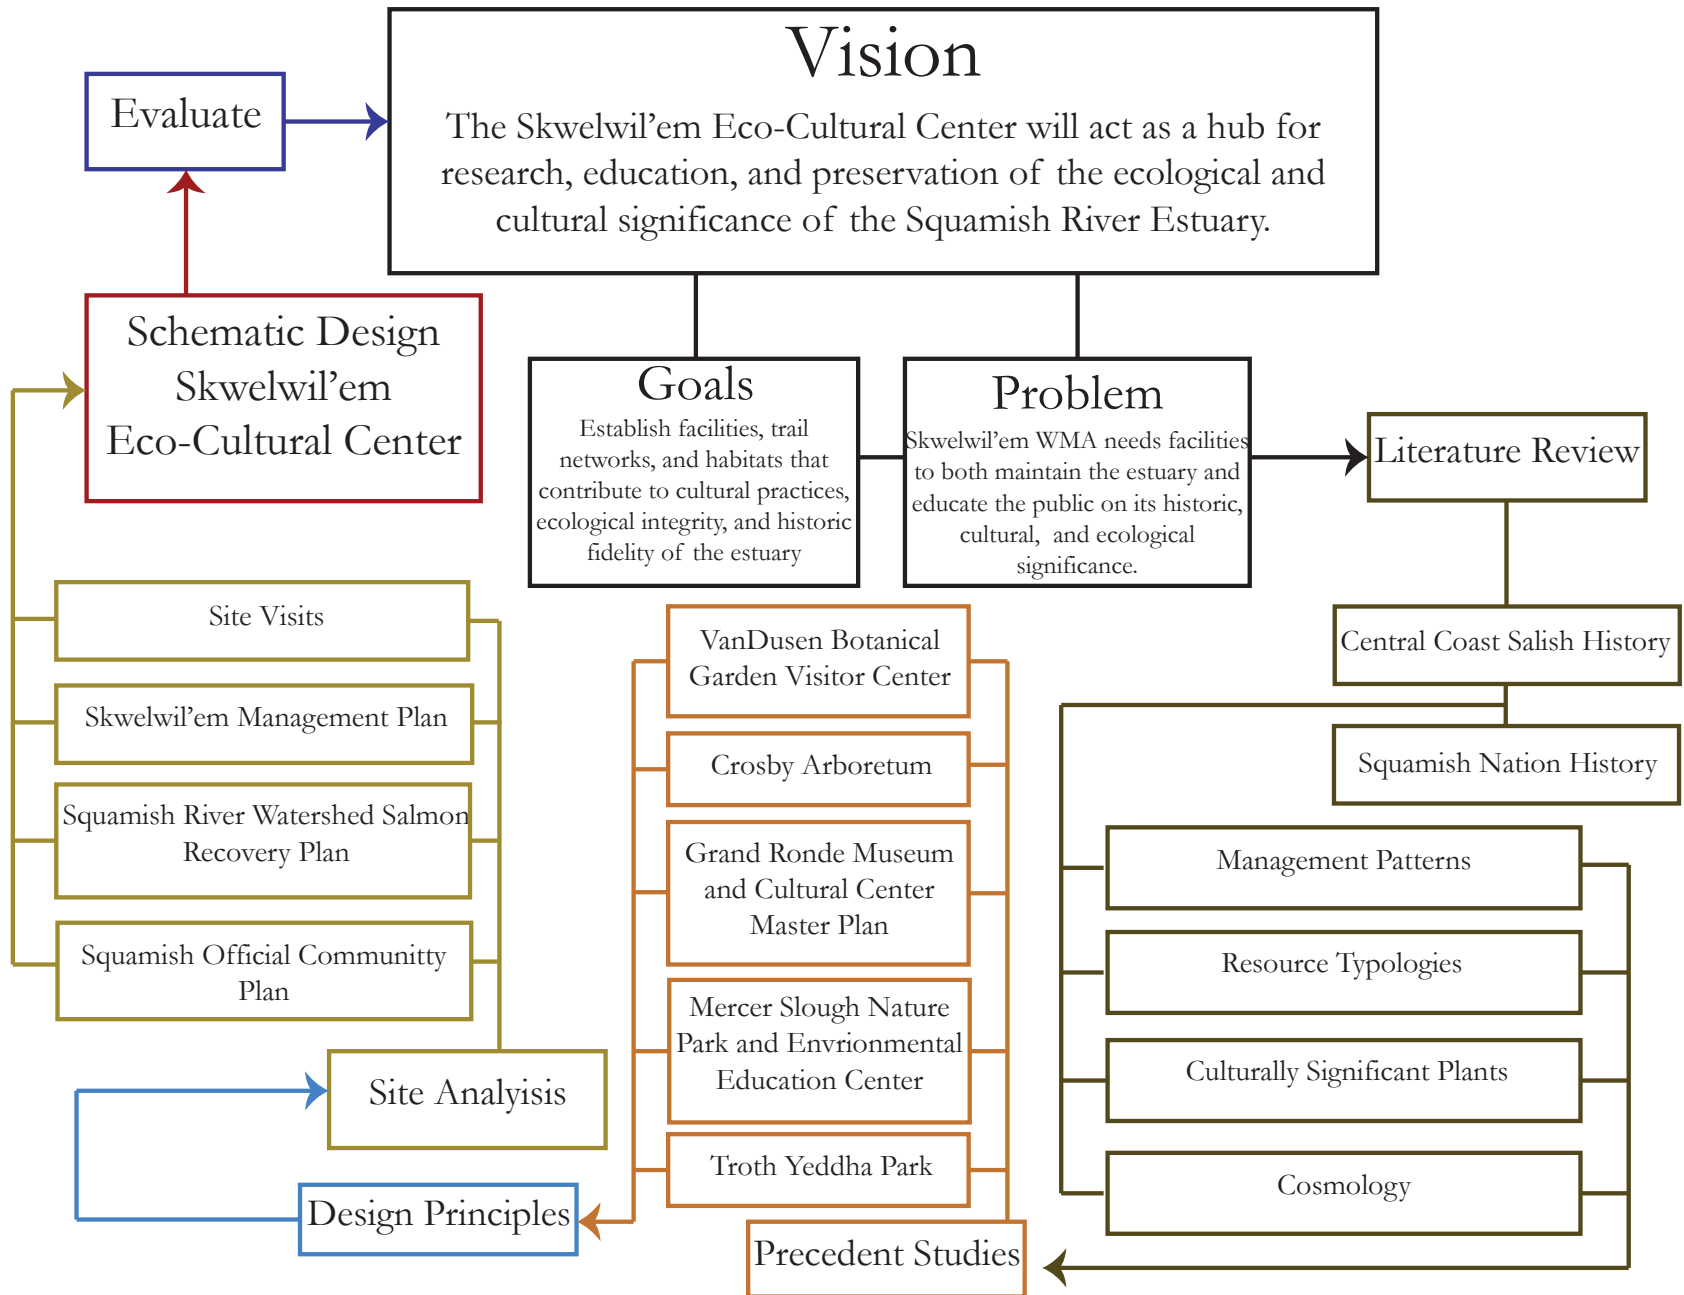 Vision
The Skwelwil’em Eco-Cultural Center will act as a hub for
research, education, and preservation of the ecological and
cultural significance of the Squamish River Estuary.
Evaluate
Schematic Design
Skwelwil’em
Eco-Cultural Center
Goals
Establish facilities, trail
networks, and habitats that
contribute to cultural practices,
ecological integrity, and historic
fidelity of the estuary
Problem
Skwelwil’em WMA needs facilities
to both maintain the estuary and
educate the public on its historic,
cultural, and ecological
significance.
Literature Review
Central Coast Salish History
Squamish Nation History
Management Patterns
Resource Typologies
Culturally Significant Plants
Cosmology
Precedent Studies
VanDusen Botanical
Garden Visitor Center
Crosby Arboretum
Grand Ronde Museum
and Cultural Center
Master Plan
Mercer Slough Nature
Park and Envrionmental
Education Center
Troth Yeddha Park
Design Principles
Site Analyisis
Site Visits
Skwelwil’em Management Plan
Squamish River Watershed Salmon
Recovery Plan
Squamish Official Communitty
Plan